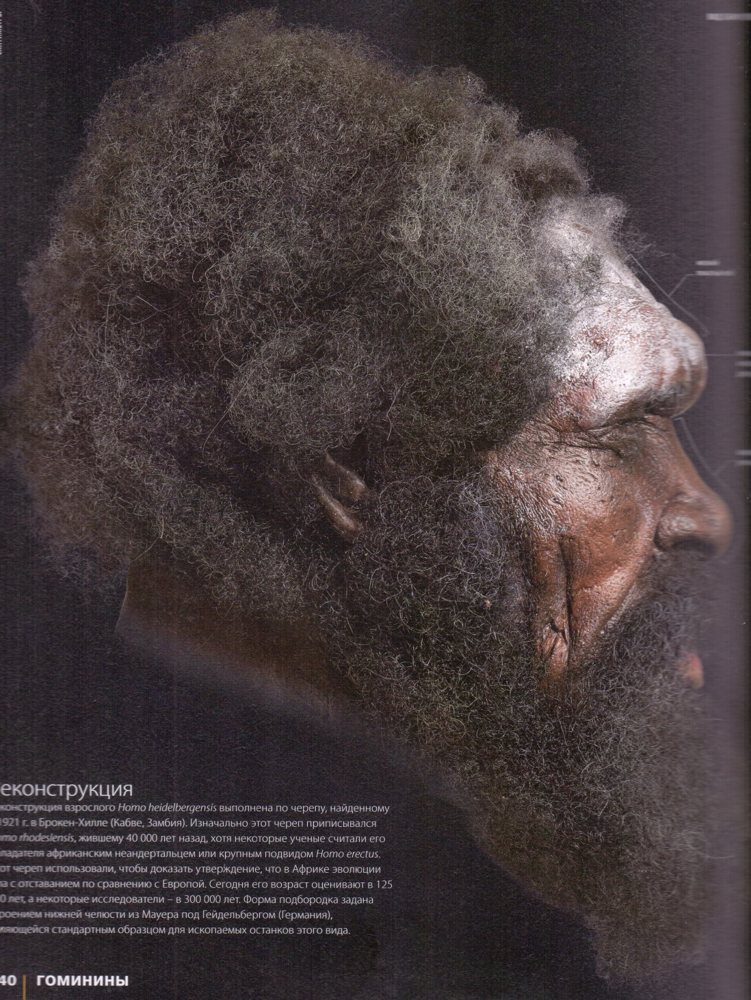 еконструкция
конструкция взрослого Homo heidelbergensis выполнена по черепу, найденному
1921 г. в Брокен-Хилле (Кабве, Замбия). Изначально этот череп приписывался
mo rhodesiensis, жившему 40 000 лет назад, хотя некоторые ученые считали его
ладателя африканским неандертальцем или крупным подвидом Homo erectus.
от череп использовали, чтобы доказать утверждение, что в Африке эволюции
ла с отставанием по сравнению с Европой. Сегодня его возраст оценивают в 125
0 лет, а некоторые исследователи – в 300 000 лет. Форма подбородка задана
роением нижней челюсти из Мауера под Гейдельбергом (Германия),
ляющейся стандартным образцом для ископаемых останков этого вида.
40 ГОМИНИНЫ